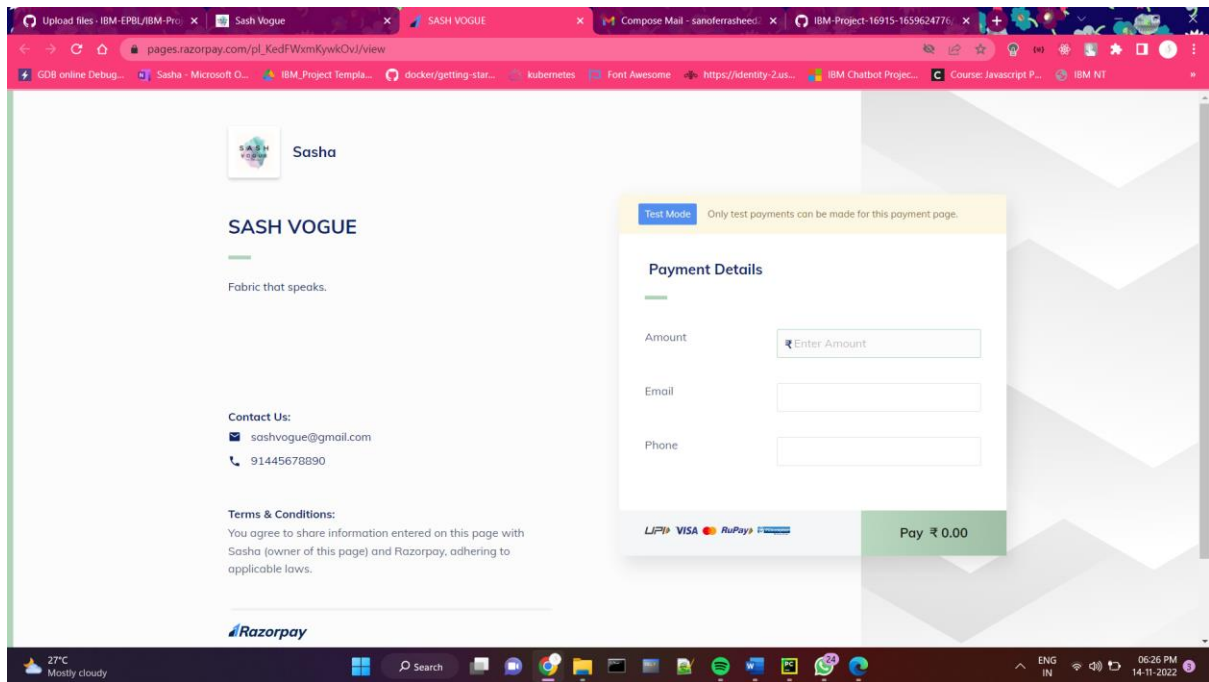 Upload files · IBM-EPBL/IBM-Pro
Sash Vogue
SASH VOGUE
Compose Mail - sanoferrasheed
IBM-Project-16915-1659624776
pages.razorpay.com/pl_KedFWxmKywkOvJ/view
GDB online Debug...
Sasha - Microsoft O...
IBM_Project Templa...
docker/getting-star...
kubernetes
Font Awesome
https://identity-2.us...
IBM Chatbot Projec...
Course: Javascript P...
IBM NT
SASH
VOGUE
Sasha
SASH VOGUE
Fabric that speaks.
Contact Us:
sashvogue@gmail.com
91445678890
Terms & Conditions:
You agree to share information entered on this page with
Sasha (owner of this page) and Razorpay, adhering to
applicable laws.
Razorpay
Test Mode Only test payments can be made for this payment page.
Payment Details
Amount
₹ Enter Amount
Email
Phone
UPI VISA RuPay
Pay ₹ 0.00
27°C
Mostly cloudy
Search
24
ENG
IN
06:26 PM
14-11-2022
3